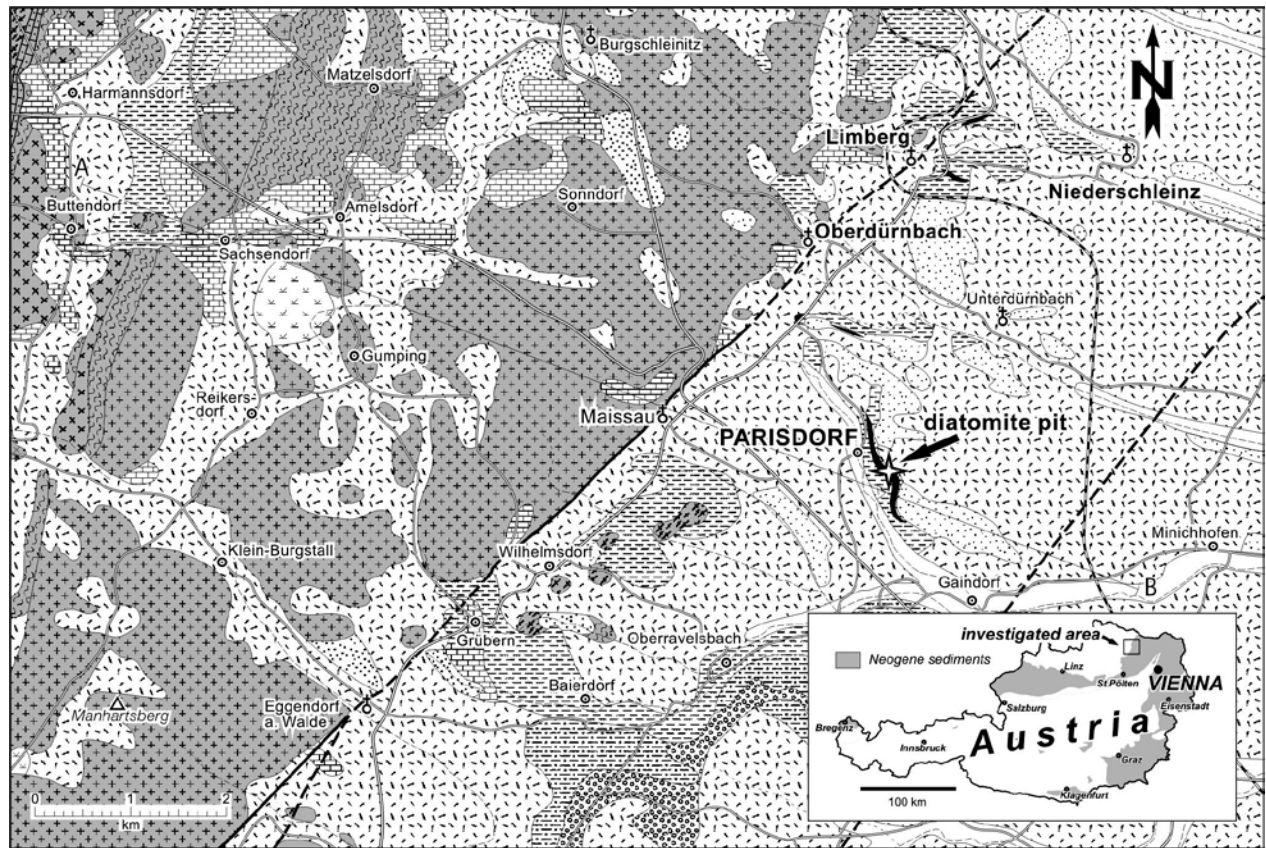 Burgschleinitz
Matzelsdorf
Harmannsdorf
N
Limberg
A
Niederschleinz
Buttendorf
Amelsdorf
Sonndorf
Sachsendorf
Oberdürnbach
Unterdürnbach
Gumping
Reikers-
dorf
Maissau
PARISDORF
diatomite pit
Klein-Burgstall
Wilhelmsdorf
Minichhofen
Gaindorf
B
Grübern
Oberravelsbach
Baierdorf
Manhartsberg
Eggendorf
a. Walde
0 1 2
km
investigated area
Neogene sediments
Linz
St.Pölten
VIENNA
Salzburg
Eisenstadt
Bregenz
Innsbruck
Austria
Graz
Klagenfurt
100 km